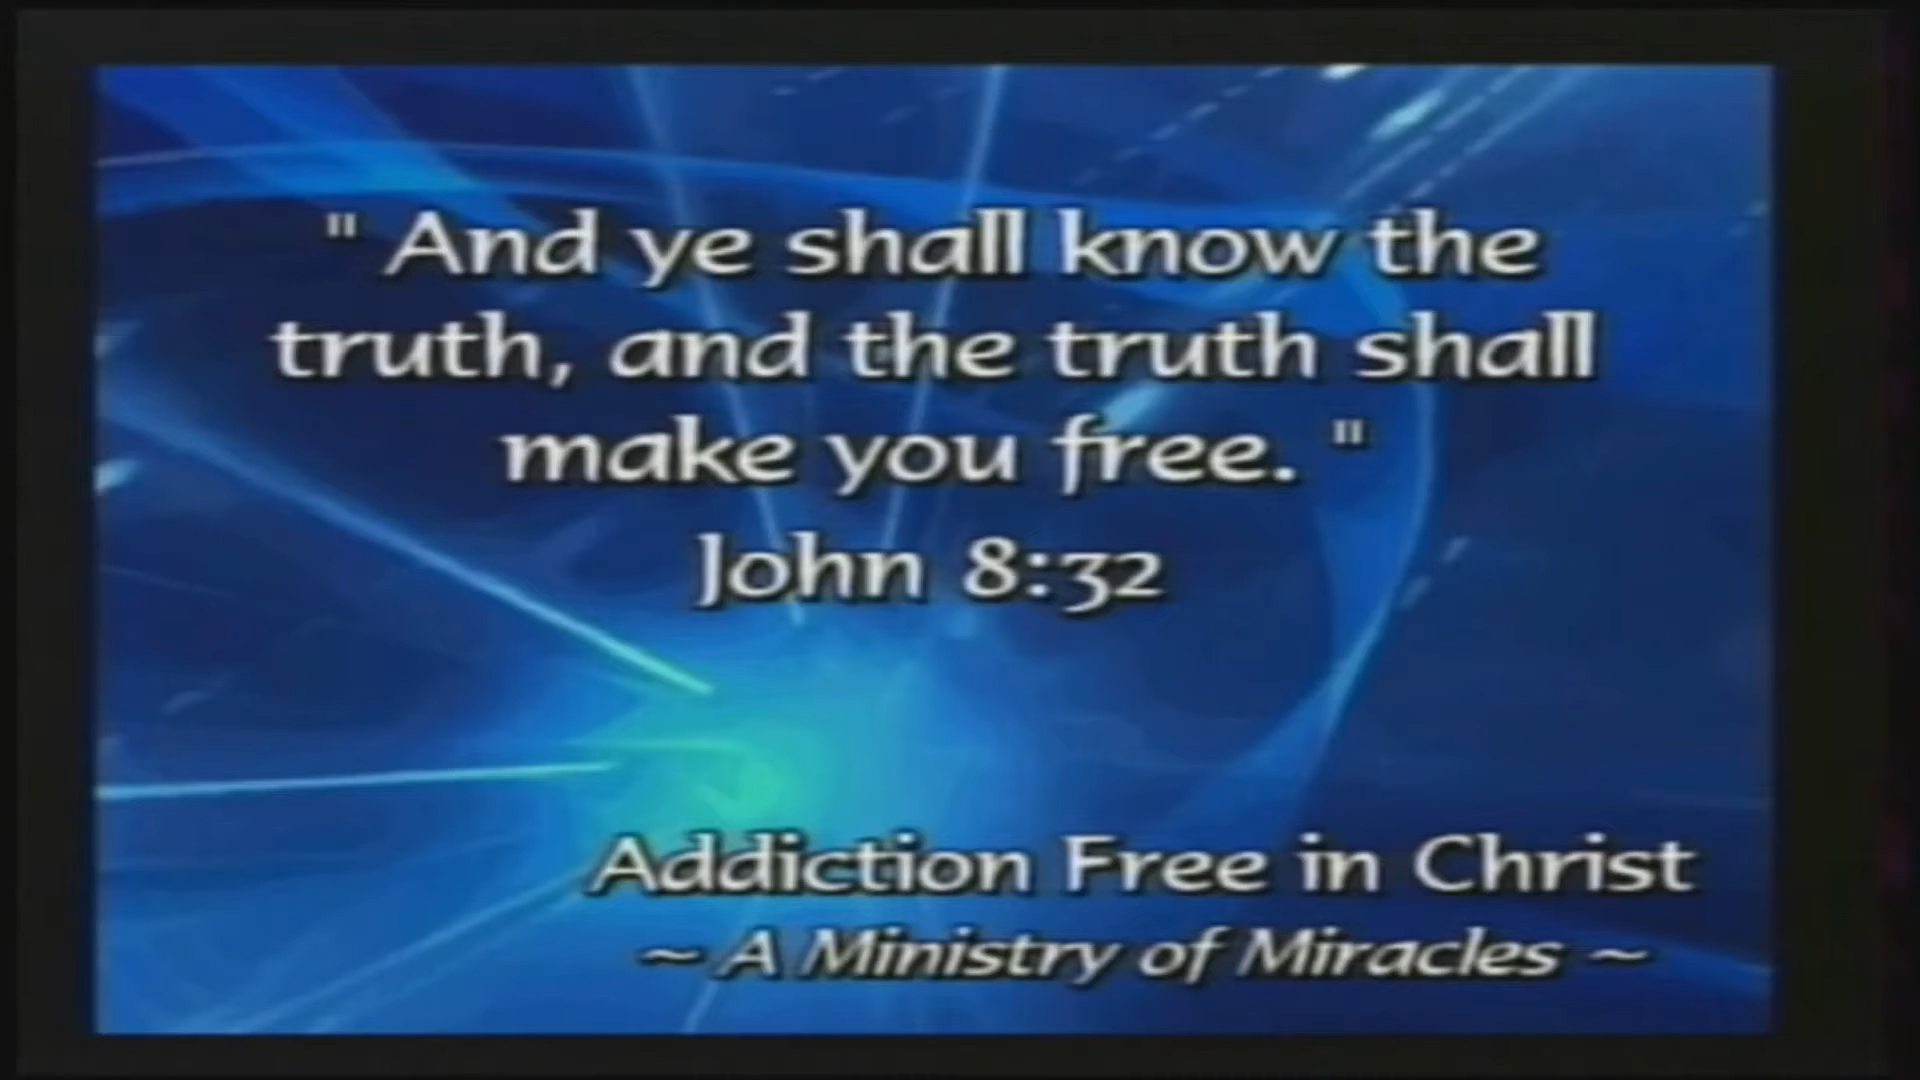 " And ye shall know the
truth, and the truth shall
make you free. "
John 8:32
Addiction Free in Christ
~ A Ministry of Miracles ~